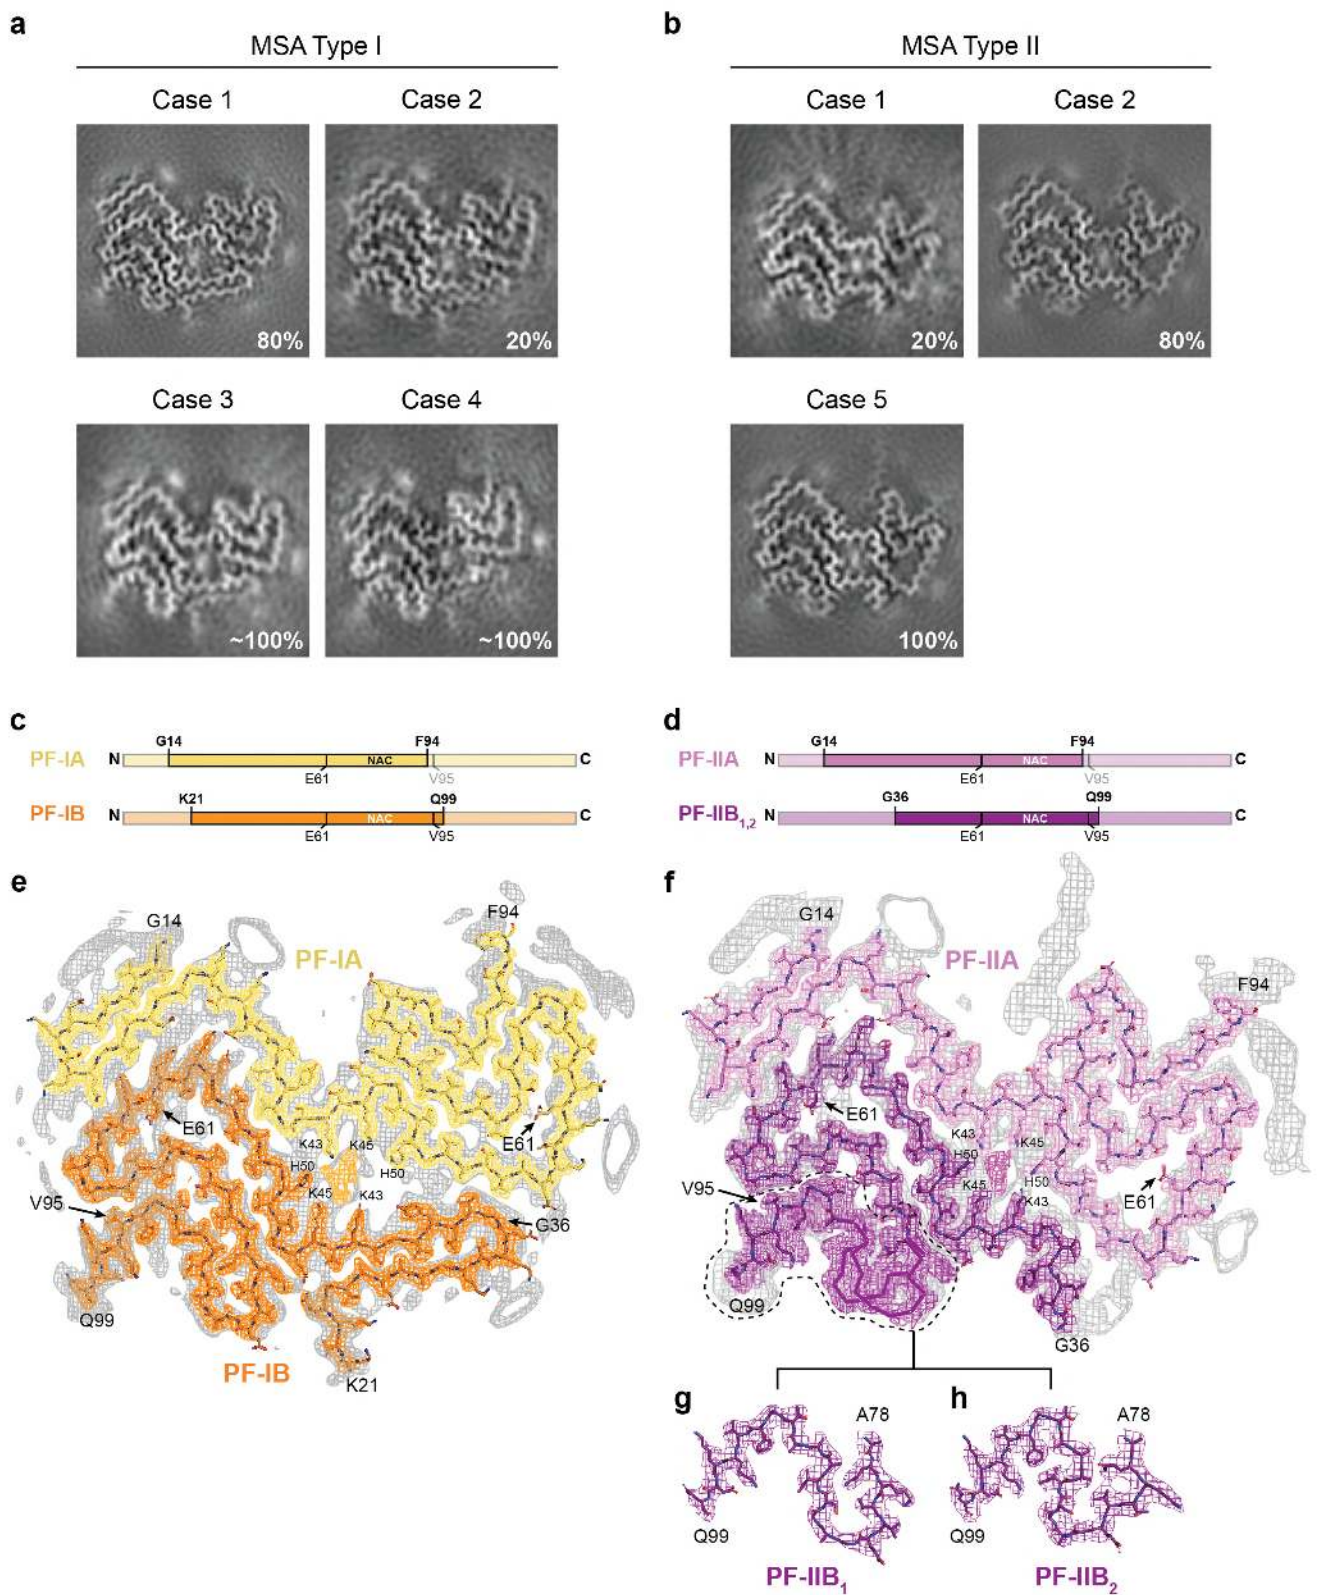 a
MSA Type I
Case 1
Case 2
80%
20%
Case 3
Case 4
~100%
~100%
b
MSA Type II
Case 1
Case 2
20%
80%
Case 5
100%
c
G14
F94
PF-IA
N
NAC
C
E61
V95
K21
Q99
PF-IB
N
NAC
C
E61
V95
d
G14
F94
PF-IIA
N
NAC
C
E61
V95
G36
Q99
PF-IIB1,2
N
NAC
C
E61
V95
e
G14
F94
PF-IA
E61
E61
K43
K45
H50
H50
K45
K43
V95
G36
Q99
PF-IB
K21
f
G14
PF-IIA
F94
E61
K43
K45
H50
K45
H50
K43
E61
V95
Q99
G36
g
A78
Q99
PF-IIB1
h
A78
Q99
PF-IIB2